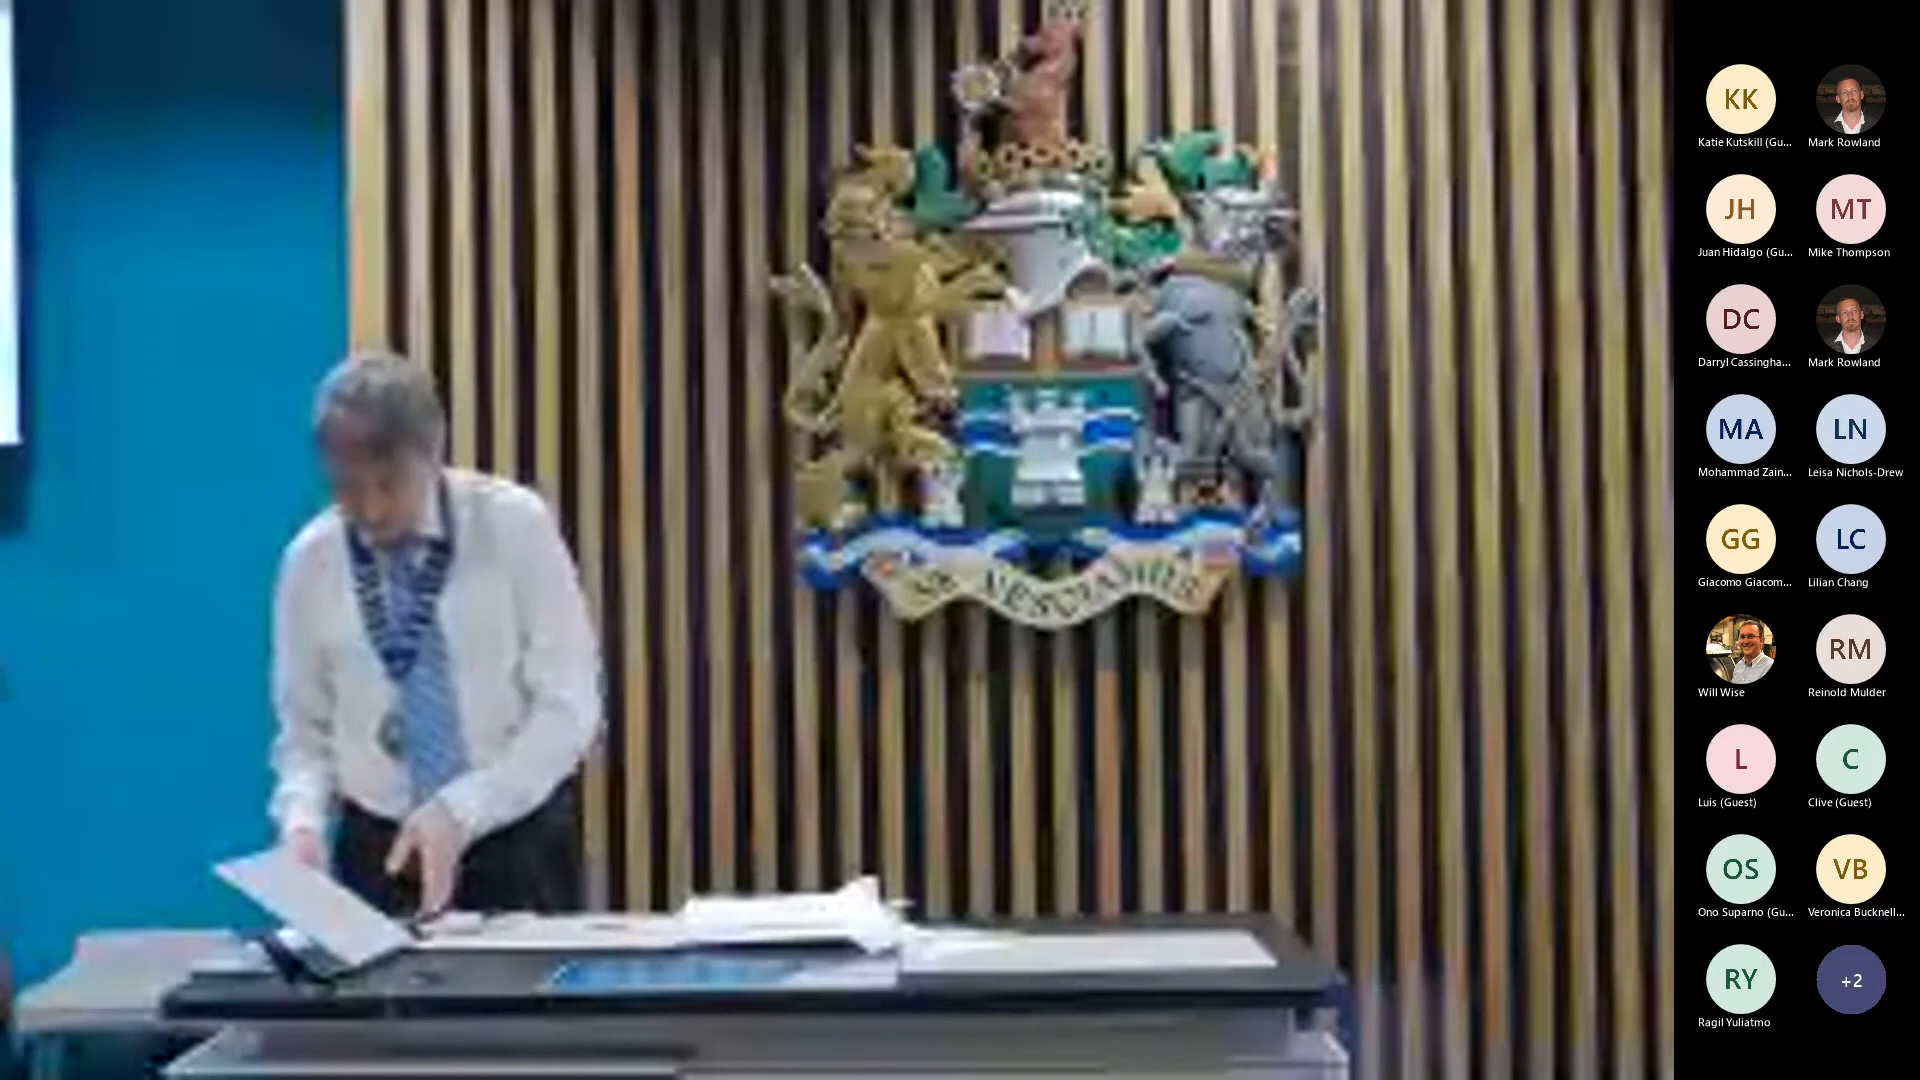 KK
Katie Kutskill (Gu...
Mark Rowland
JH
Juan Hidalgo (Gu...
MT
Mike Thompson
DC
Darryl Cassingha...
Mark Rowland
MA
Mohammad Zain...
LN
Leisa Nichols-Drew
GG
Giacomo Giacom...
LC
Lilian Chang
Will Wise
RM
Reinold Mulder
L
Luis (Guest)
C
Clive (Guest)
OS
Ono Suparno (Gu...
VB
Veronica Bucknell...
RY
Ragil Yuliatmo
+2